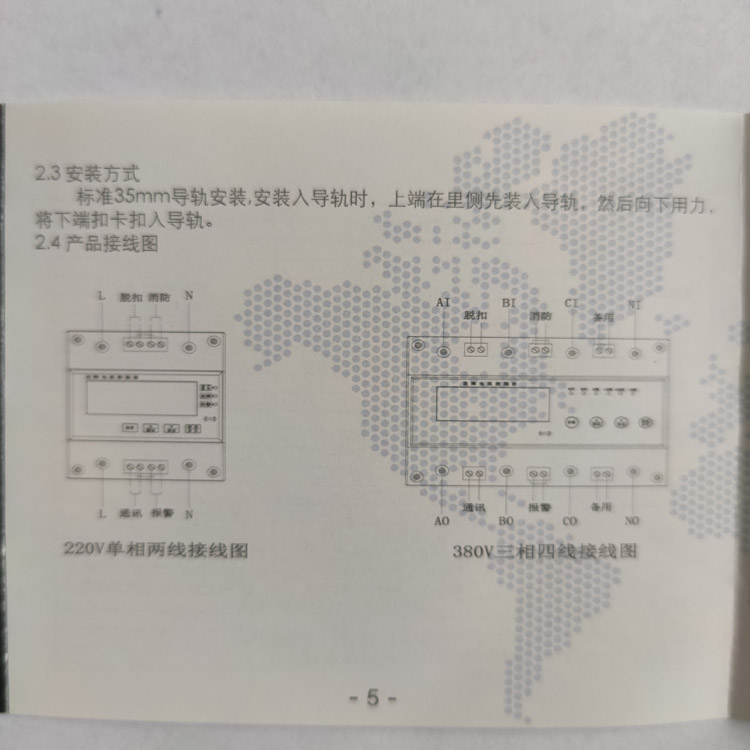 2.3 安装方式
标准35mm导轨安装,安装入导轨时，上端在里侧先装入导轨，然后向下用力，
将下端扣卡扣入导轨。
2.4 产品接线图
L 脱扣 消防 N
AI 脱扣 BI 消防 CI 备用 NI
L 通讯 报警 N
AO 通讯 BO 报警 CO 备用 NO
220V单相两线接线图
380V三相四线接线图
- 5 -